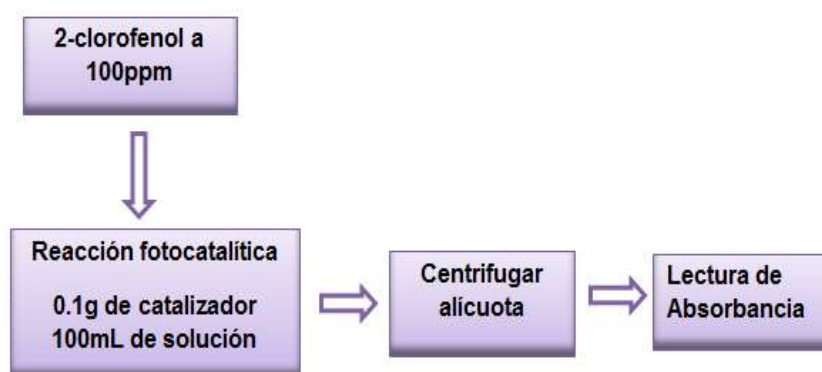 2-clorofenol a
100ppm
Reacción fotocatalítica
0.1g de catalizador
100mL de solución
Centrifugar
alícuota
Lectura de
Absorbancia